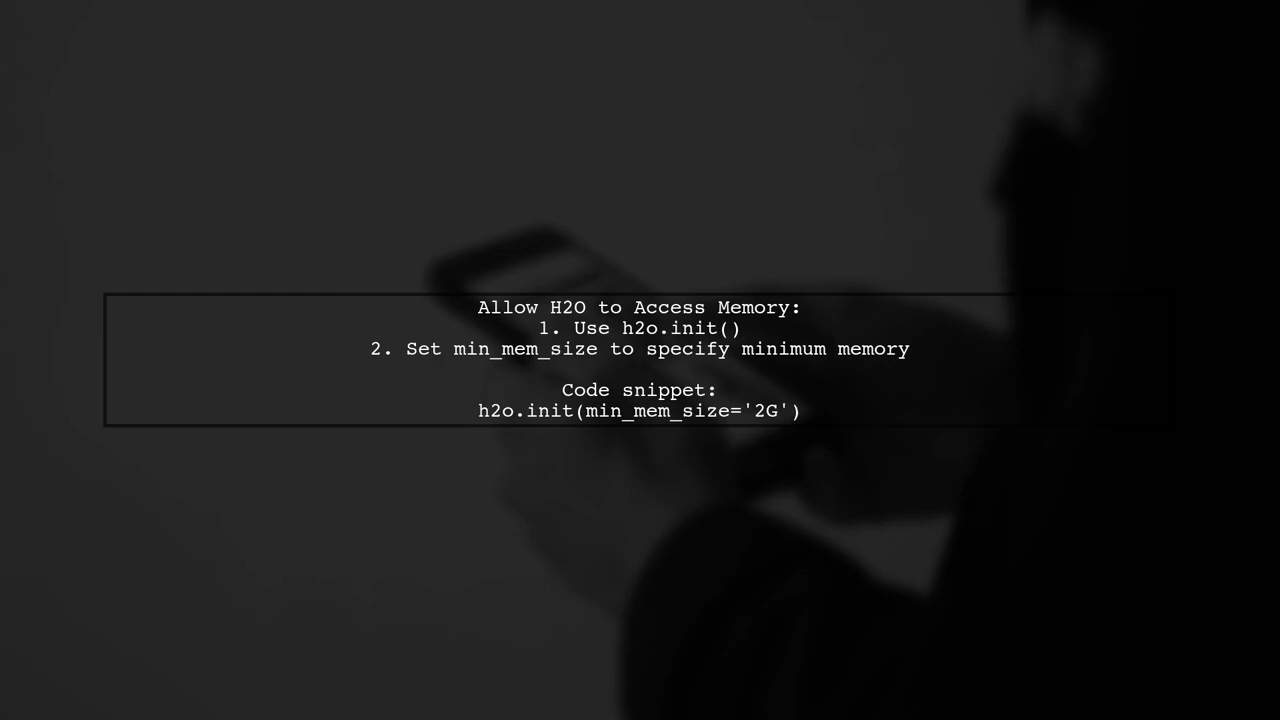 Allow H2O to Access Memory:
1. Use h2o.init()
2. Set min_mem_size to specify minimum memory
Code snippet:
h2o.init(min_mem_size='2G')